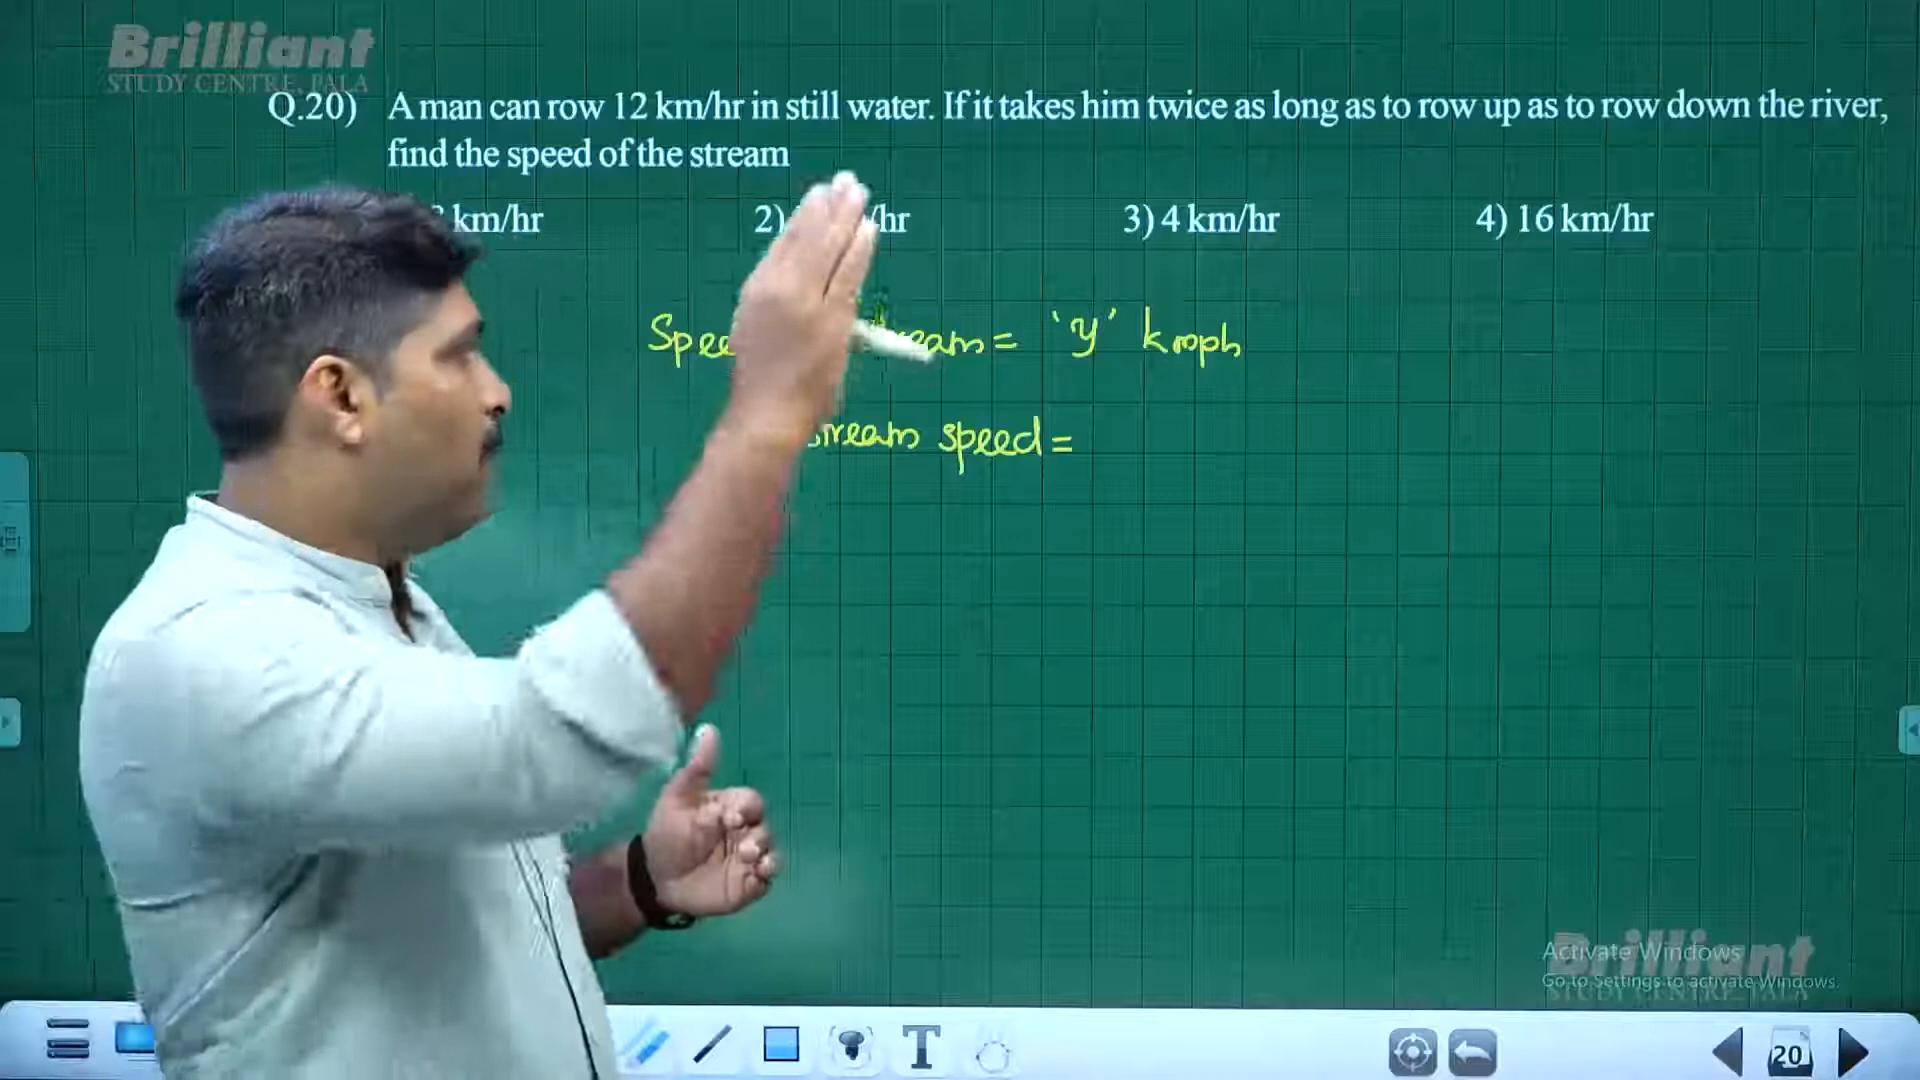 Brilliant
STUDY CENTRE, PALA
Q.20) A man can row 12 km/hr in still water. If it takes him twice as long as to row up as to row down the river,
find the speed of the stream
km/hr 2) /hr 3) 4 km/hr 4) 16 km/hr
= 'y' kmph
speed =
Brilliant
STUDY CENTRE, PALA
Activate Windows
Go to Settings to activate Windows.
T
20